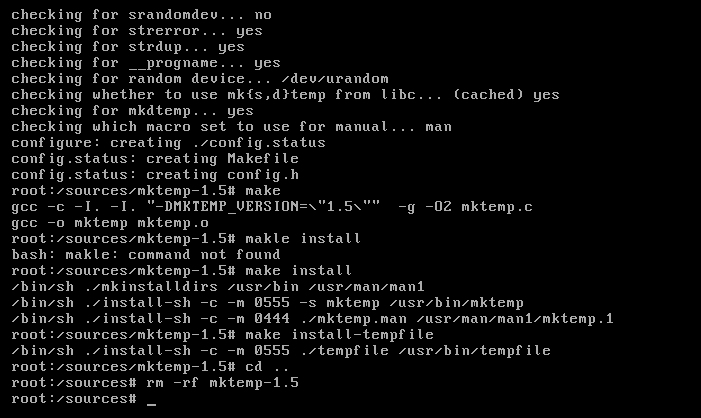 checking for srandomdev... no
checking for strerror... yes
checking for strdup... yes
checking for __progname... yes
checking for random device... /dev/urandom
checking whether to use mk{s,d}temp from libc... (cached) yes
checking for mkdtemp... yes
checking which macro set to use for manual... man
configure: creating ./config.status
config.status: creating Makefile
config.status: creating config.h
root:/sources/mktemp-1.5# make
gcc -c -I. -I. "-DMKTEMP_VERSION=\"1.5\""  -g -O2 mktemp.c
gcc -o mktemp mktemp.o
root:/sources/mktemp-1.5# makle install
bash: makle: command not found
root:/sources/mktemp-1.5# make install
/bin/sh ./mkinstalldirs /usr/bin /usr/man/man1
/bin/sh ./install-sh -c -m 0555 -s mktemp /usr/bin/mktemp
/bin/sh ./install-sh -c -m 0444 ./mktemp.man /usr/man/man1/mktemp.1
root:/sources/mktemp-1.5# make install-tempfile
/bin/sh ./install-sh -c -m 0555 ./tempfile /usr/bin/tempfile
root:/sources/mktemp-1.5# cd ..
root:/sources# rm -rf mktemp-1.5
root:/sources# _